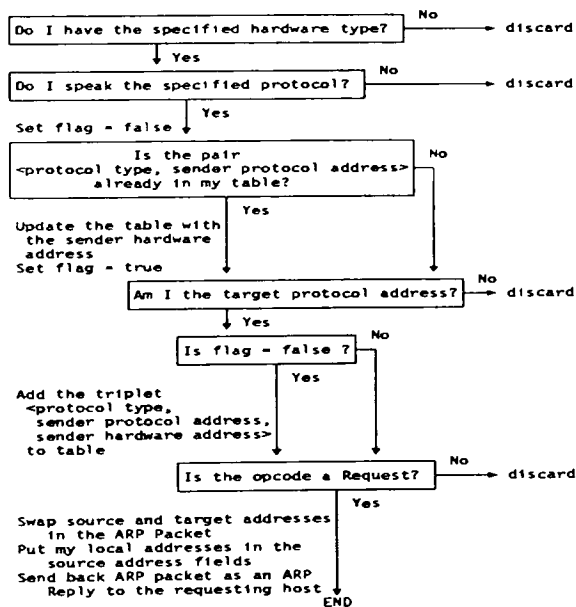 Do I have the specified hardware type?
No
discard
Yes
Do I speak the specified protocol?
No
discard
Yes
Set flag = false
Is the pair
<protocol type, sender protocol address>
already in my table?
No
Yes
Update the table with
the sender hardware
address
Set flag = true
Am I the target protocol address?
No
discard
Yes
Is flag = false ?
No
Yes
Add the triplet
<protocol type,
sender protocol address,
sender hardware address>
to table
Is the opcode a Request?
No
discard
Yes
Swap source and target addresses
in the ARP Packet
Put my local addresses in the
source address fields
Send back ARP packet as an ARP
Reply to the requesting host
END